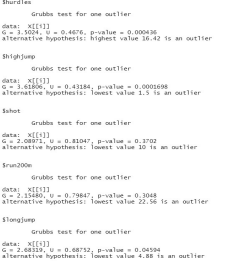 $hurdles
Grubbs test for one outlier
data: X[[i]]
G = 3.5024, U = 0.4676, p-value = 0.000436
alternative hypothesis: highest value 16.42 is an outlier
$highjump
Grubbs test for one outlier
data: X[[i]]
G = 3.61806, U = 0.43184, p-value = 0.0001698
alternative hypothesis: lowest value 1.5 is an outlier
$shot
Grubbs test for one outlier
data: X[[i]]
G = 2.08971, U = 0.81047, p-value = 0.3702
alternative hypothesis: lowest value 10 is an outlier
$run200m
Grubbs test for one outlier
data: X[[i]]
G = 2.15480, U = 0.79847, p-value = 0.3048
alternative hypothesis: lowest value 22.56 is an outlier
$longjump
Grubbs test for one outlier
data: X[[i]]
G = 2.68319, U = 0.68752, p-value = 0.04594
alternative hypothesis: lowest value 4.88 is an outlier